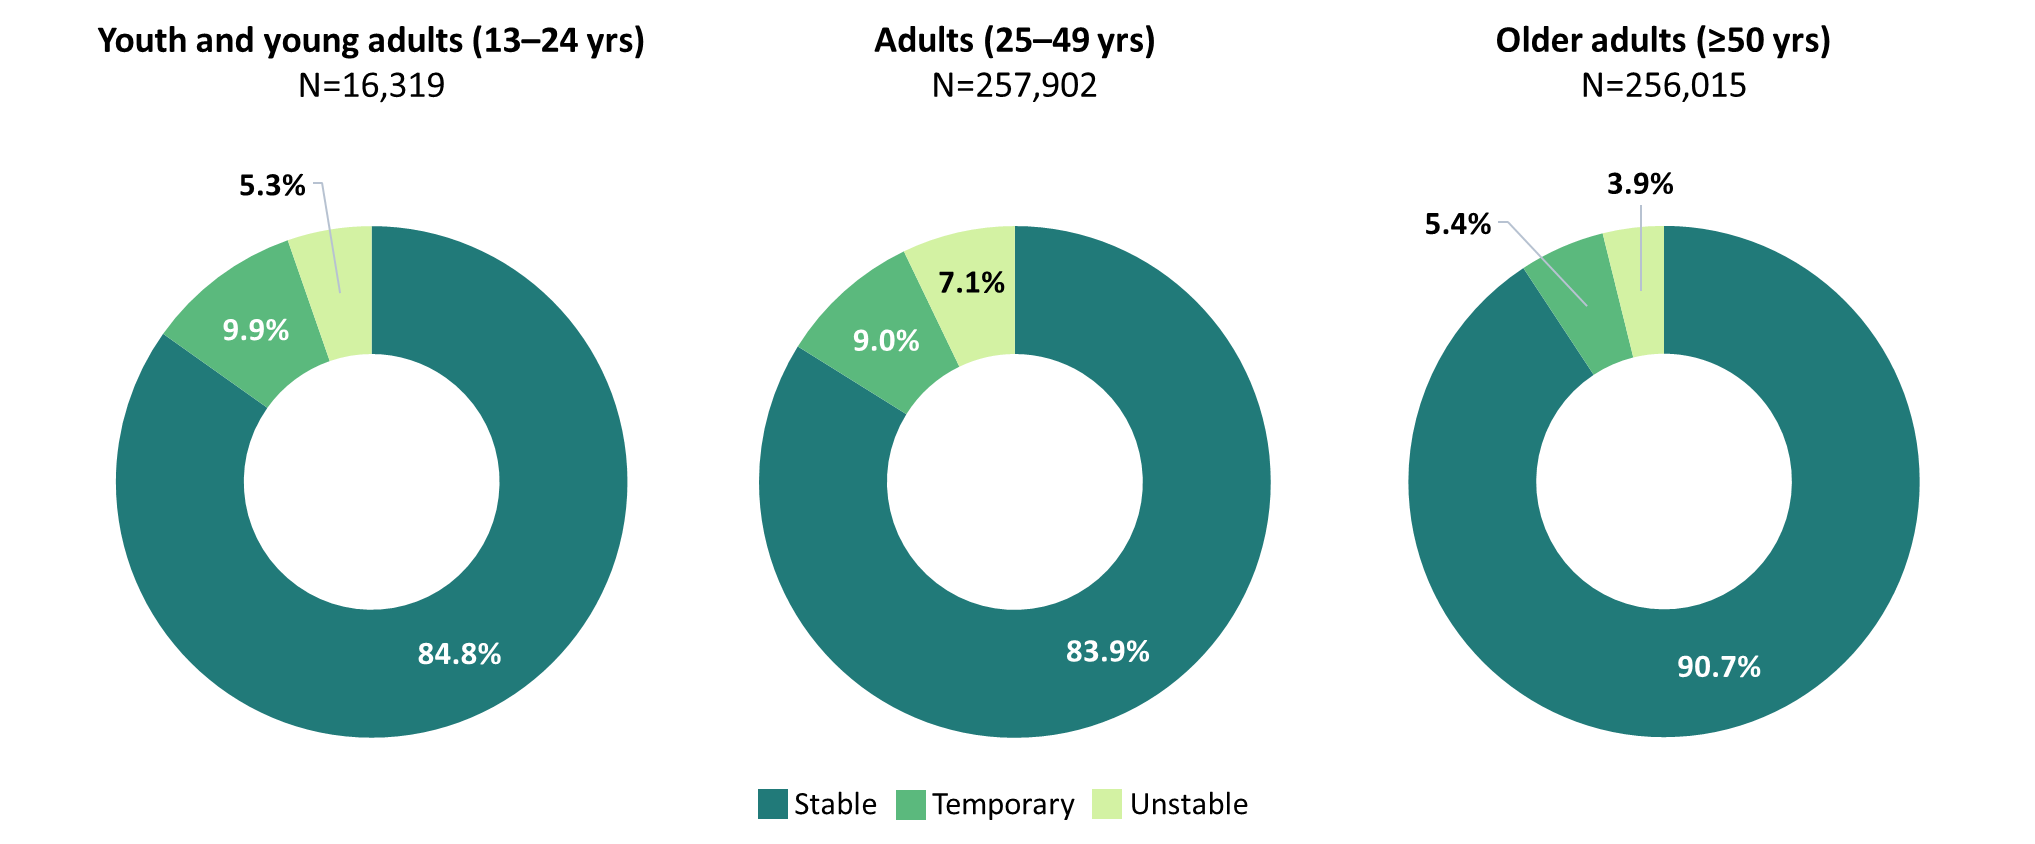 Youth and young adults (13–24 yrs)
N=16,319
5.3%
9.9%
84.8%
Adults (25–49 yrs)
N=257,902
7.1%
9.0%
83.9%
Older adults (≥50 yrs)
N=256,015
3.9%
5.4%
90.7%
Stable Temporary Unstable